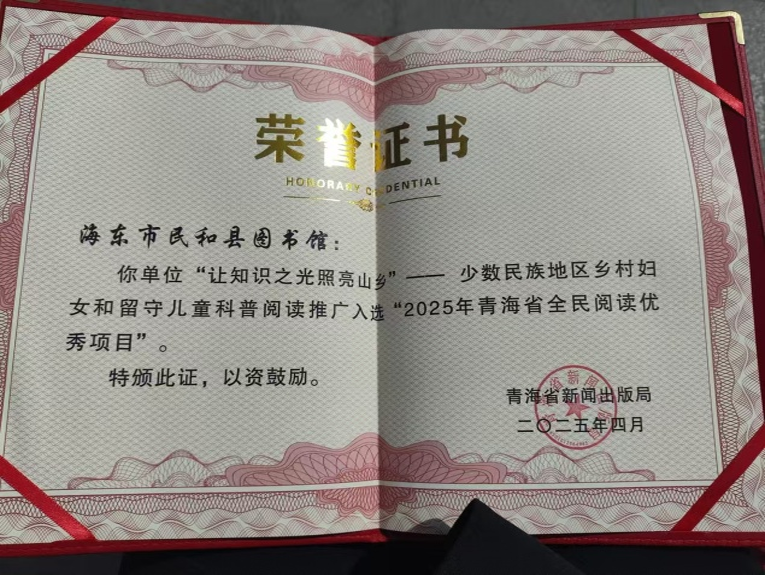 荣誉证书
HONORARY CREDENTIAL
海东市民和县图书馆：
你单位“让知识之光照亮山乡”—— 少数民族地区乡村妇
女和留守儿童科普阅读推广入选“2025年青海省全民阅读优
秀项目”。
特颁此证，以资鼓励。
青海省新闻出版局
二〇二五年四月